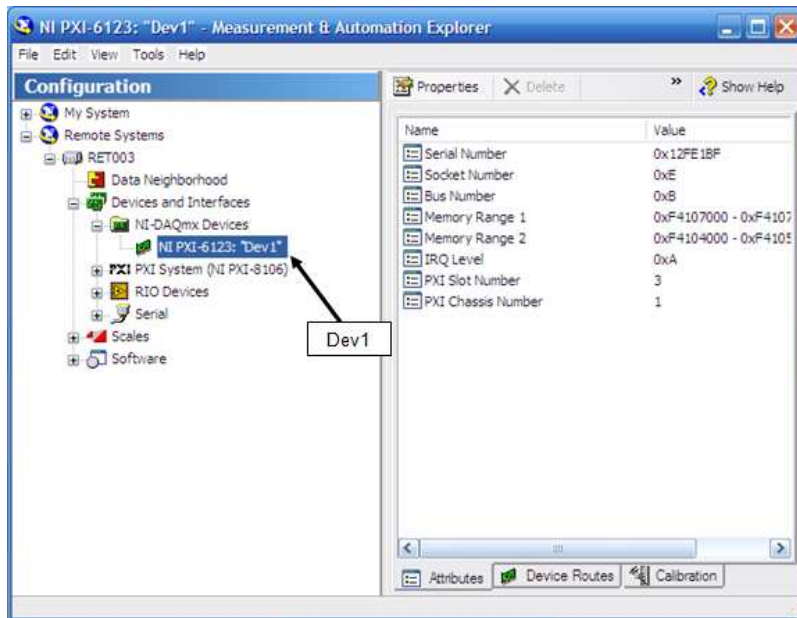 NI PXI-6123: "Dev1" - Measurement & Automation Explorer
File Edit View Tools Help
Configuration
My System
Remote Systems
RET003
Data Neighborhood
Devices and Interfaces
NI-DAQmx Devices
NI PXI-6123: "Dev1"
PXI PXI System (NI PXI-8106)
RIO Devices
Serial
Scales
Software
Dev1
Properties Delete » Show Help
Name Value
Serial Number 0x12FE1BF
Socket Number 0xE
Bus Number 0xB
Memory Range 1 0xF4107000 - 0xF4107
Memory Range 2 0xF4104000 - 0xF4105
IRQ Level 0xA
PXI Slot Number 3
PXI Chassis Number 1
Attributes Device Routes Calibration